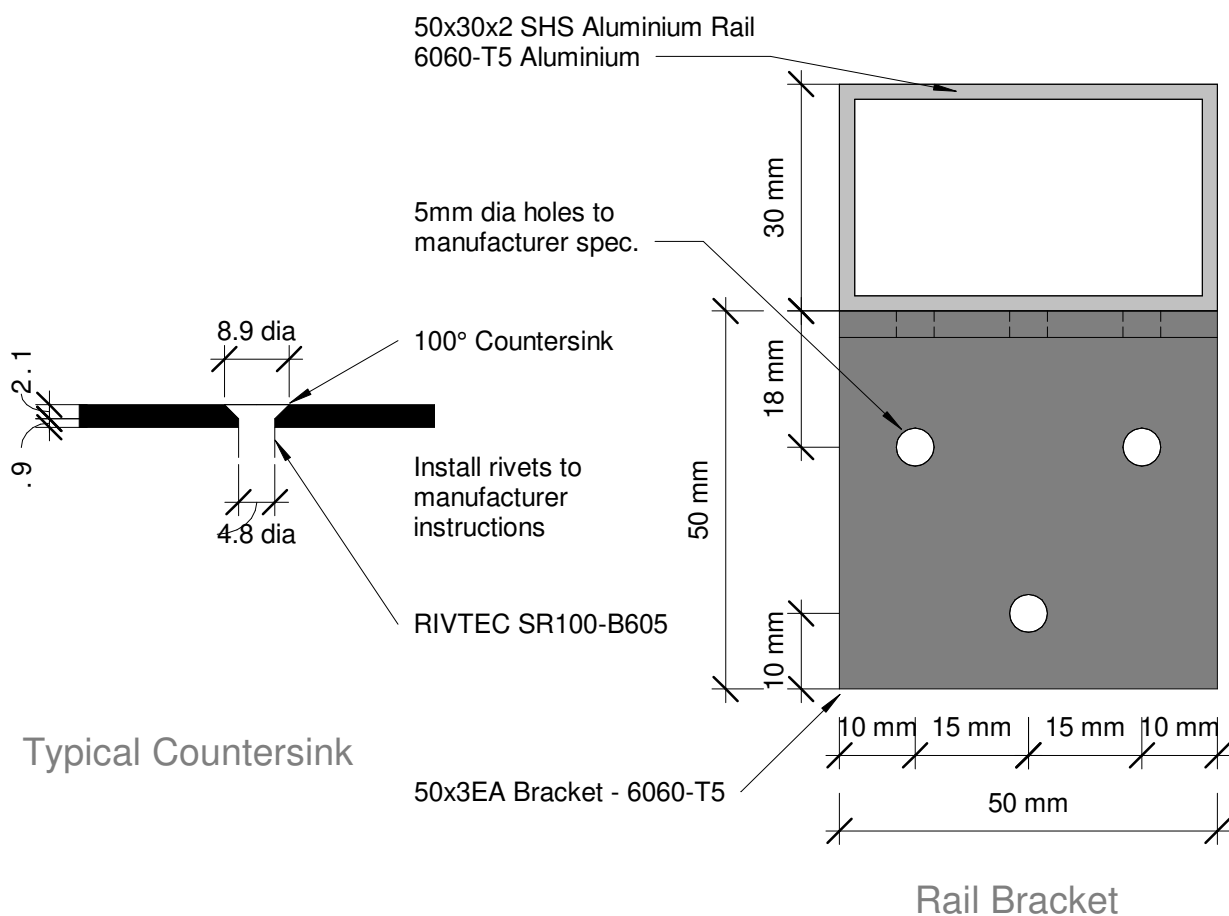 50x30x2 SHS Aluminium Rail
6060-T5 Aluminium
30 mm
5mm dia holes to
manufacturer spec.
8.9 dia
100° Countersink
2.1
.9
18 mm
50 mm
Install rivets to
manufacturer
instructions
4.8 dia
RIVTEC SR100-B605
10 mm
10 mm
15 mm
15 mm
10 mm
Typical Countersink
50x3EA Bracket - 6060-T5
50 mm
Rail Bracket